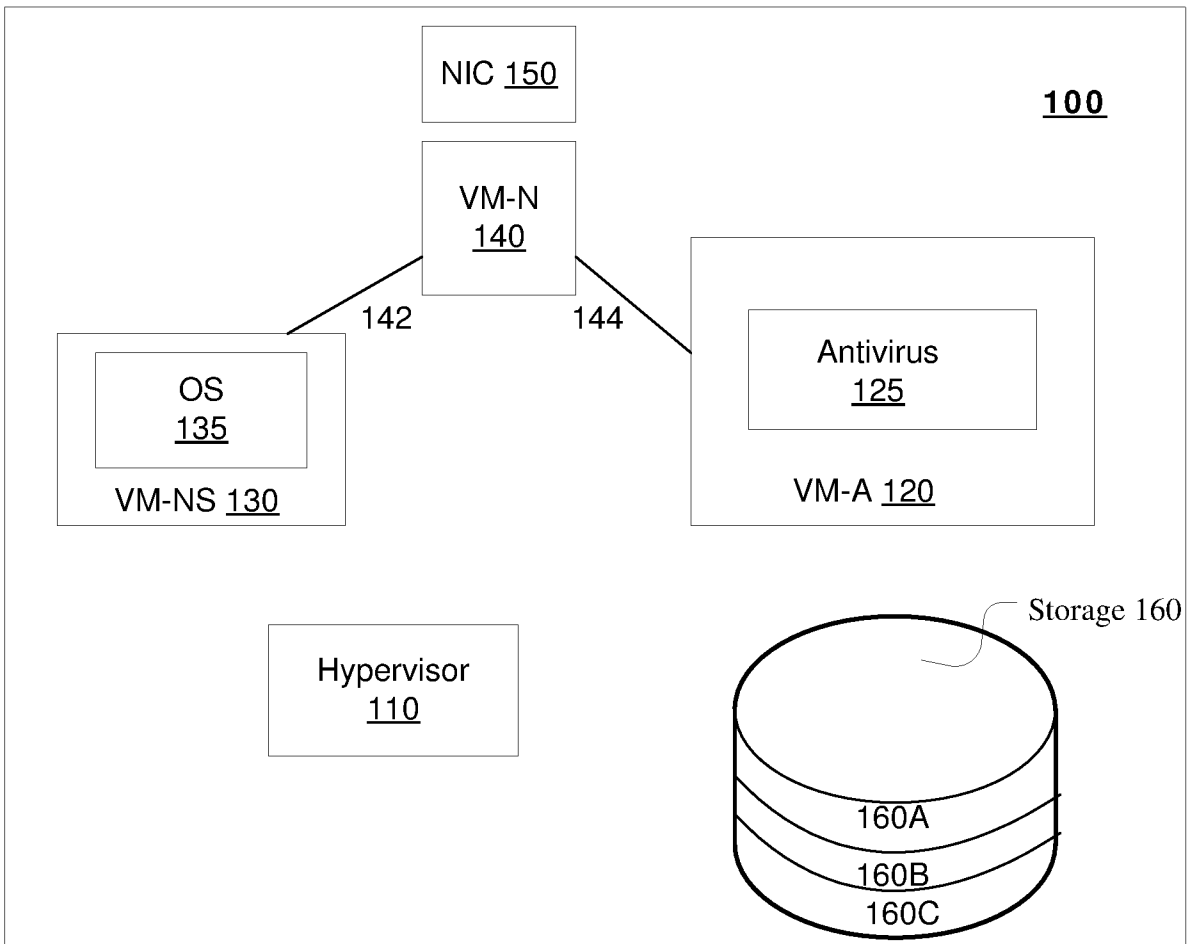 NIC 150
100
VM-N
140
142
144
Antivirus
125
OS
135
VM-NS 130
VM-A 120
Storage 160
Hypervisor
110
160A
160B
160C